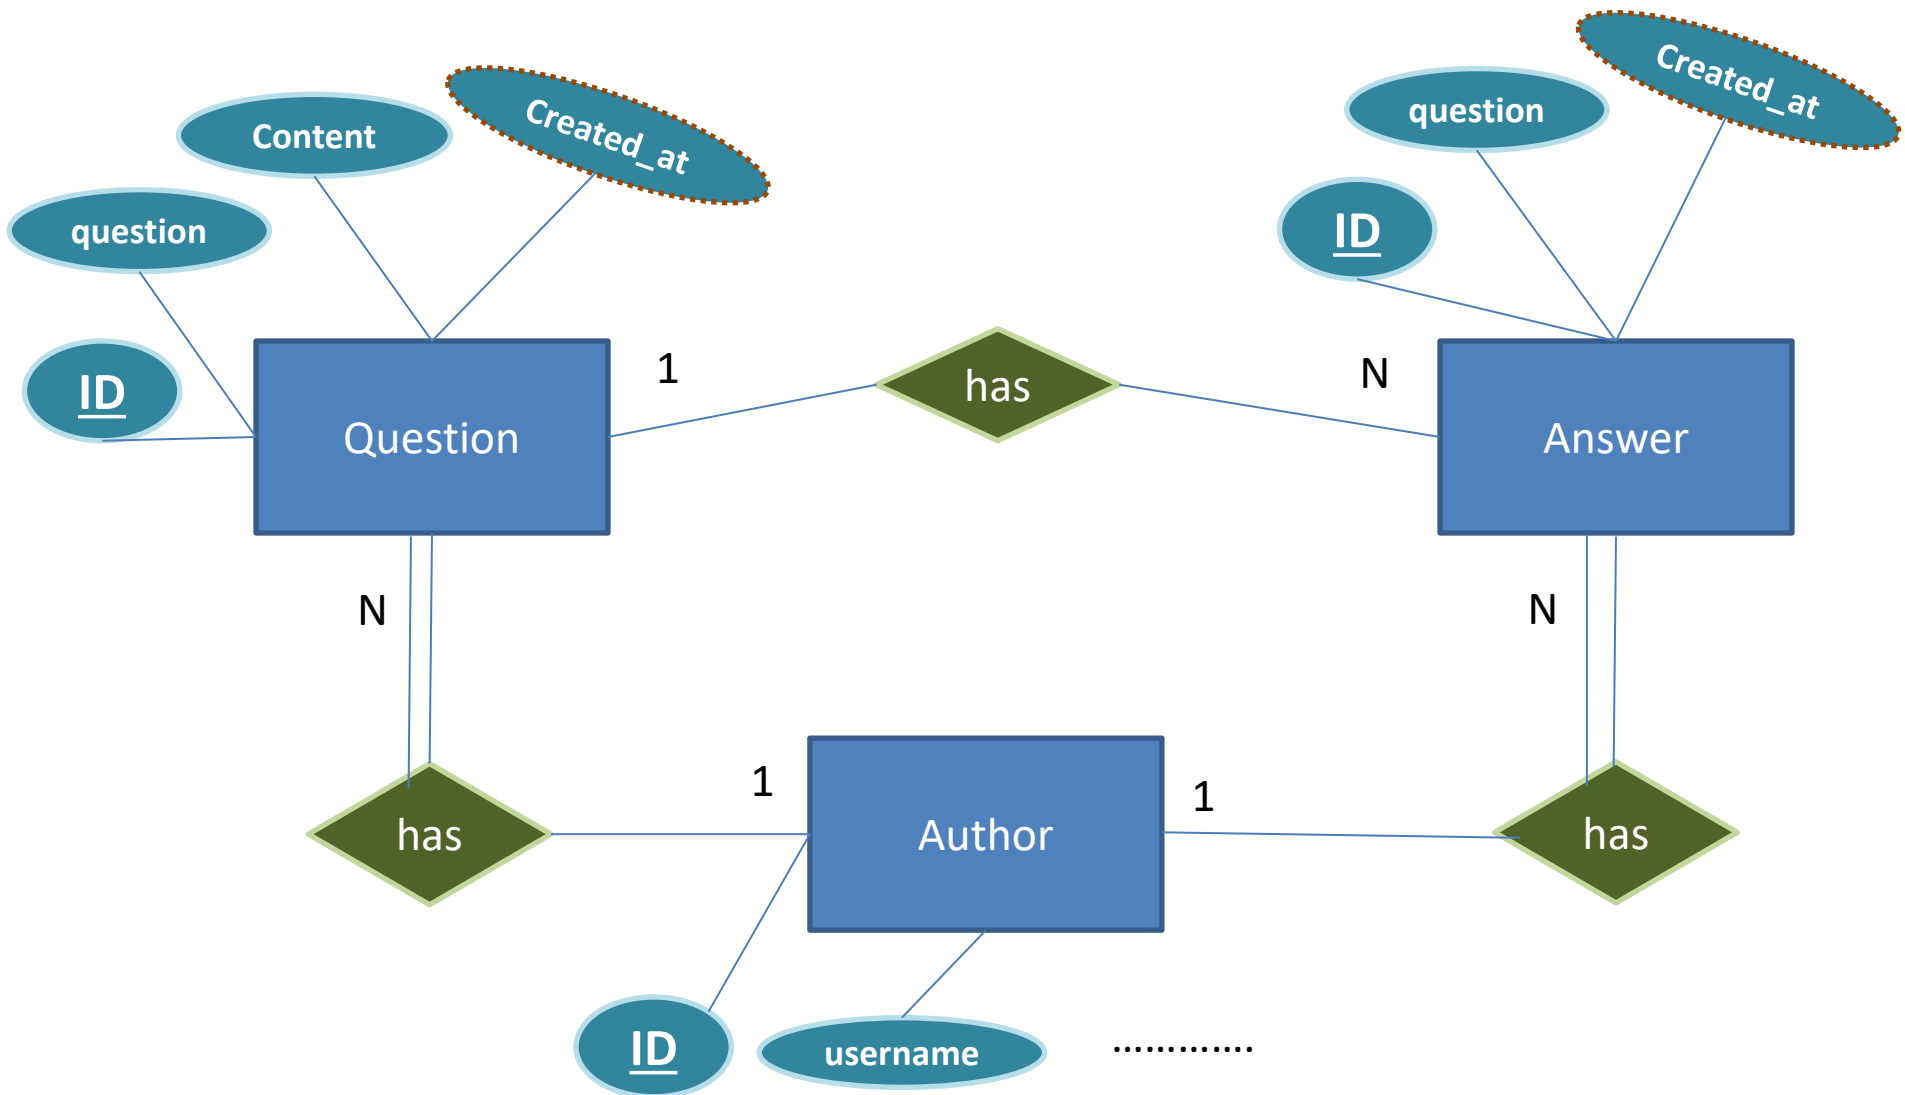 Created_at
question
Content
Created_at
question
ID
ID
1
has
N
Question
Answer
N
N
1
1
has
Author
has
ID
username
………….